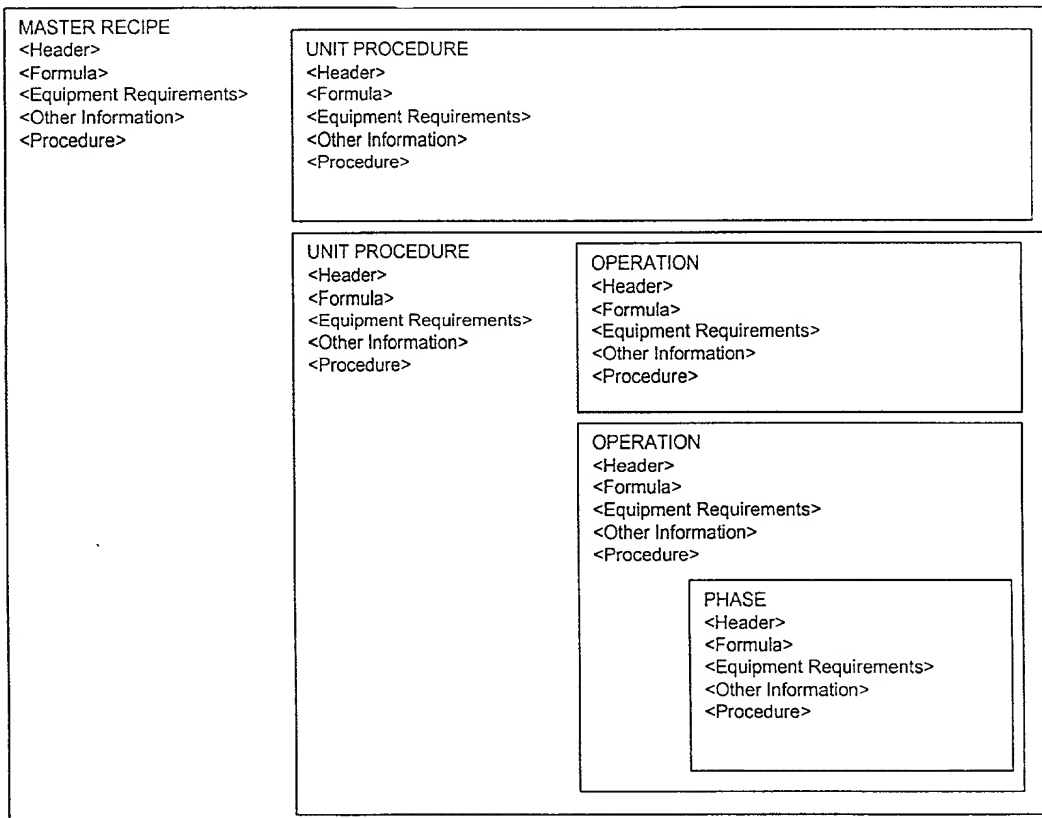 MASTER RECIPE
<Header>
<Formula>
<Equipment Requirements>
<Other Information>
<Procedure>
UNIT PROCEDURE
<Header>
<Formula>
<Equipment Requirements>
<Other Information>
<Procedure>
UNIT PROCEDURE
<Header>
<Formula>
<Equipment Requirements>
<Other Information>
<Procedure>
OPERATION
<Header>
<Formula>
<Equipment Requirements>
<Other Information>
<Procedure>
OPERATION
<Header>
<Formula>
<Equipment Requirements>
<Other Information>
<Procedure>
PHASE
<Header>
<Formula>
<Equipment Requirements>
<Other Information>
<Procedure>